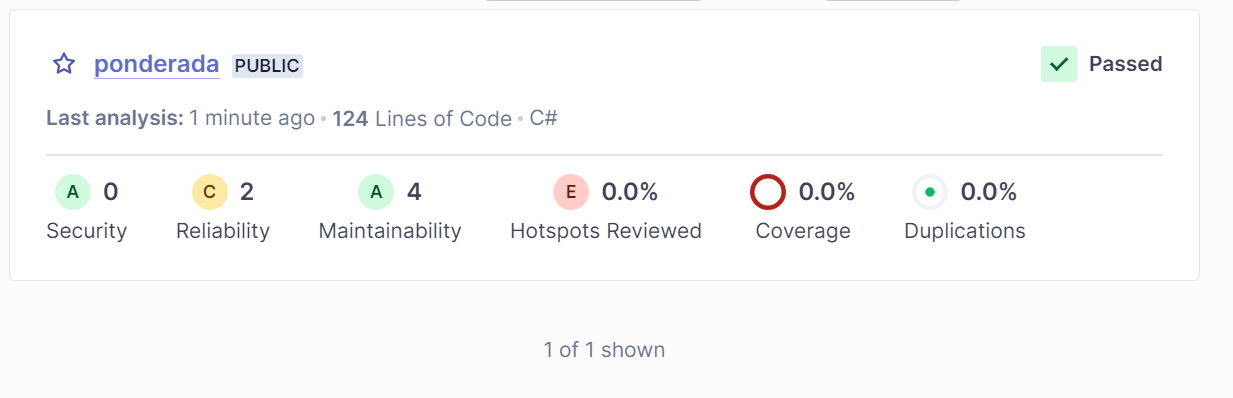 ponderada PUBLIC Passed
Last analysis: 1 minute ago • 124 Lines of Code • C#
A 0 C 2 A 4 E 0.0% 0.0% 0.0%
Security Reliability Maintainability Hotspots Reviewed Coverage Duplications
1 of 1 shown